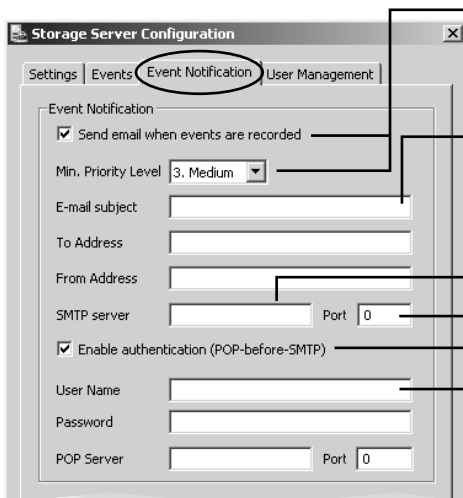 Storage Server Configuration
Settings Events Event Notification User Management
Event Notification
Send email when events are recorded
Min. Priority Level 3. Medium
E-mail subject
To Address
From Address
SMTP server Port 0
Enable authentication (POP-before-SMTP)
User Name
Password
POP Server Port 0